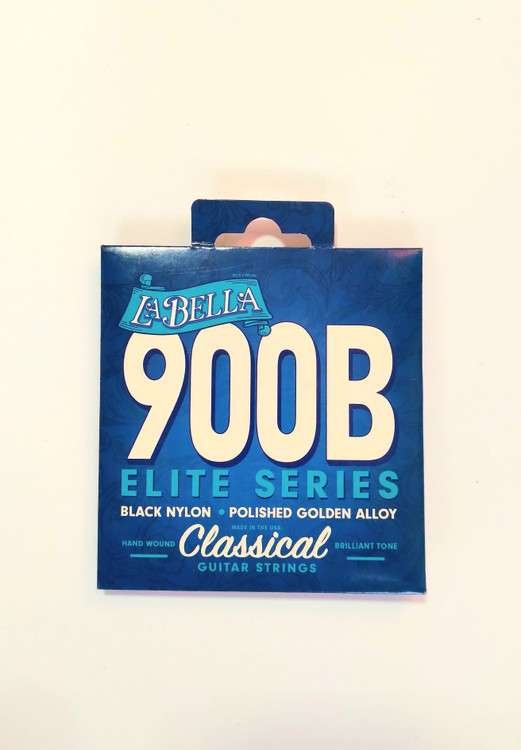 LA BELLA
900B
ELITE SERIES
BLACK NYLON • POLISHED GOLDEN ALLOY
MADE IN THE USA
HAND WOUND Classical BRILLIANT TONE
GUITAR STRINGS